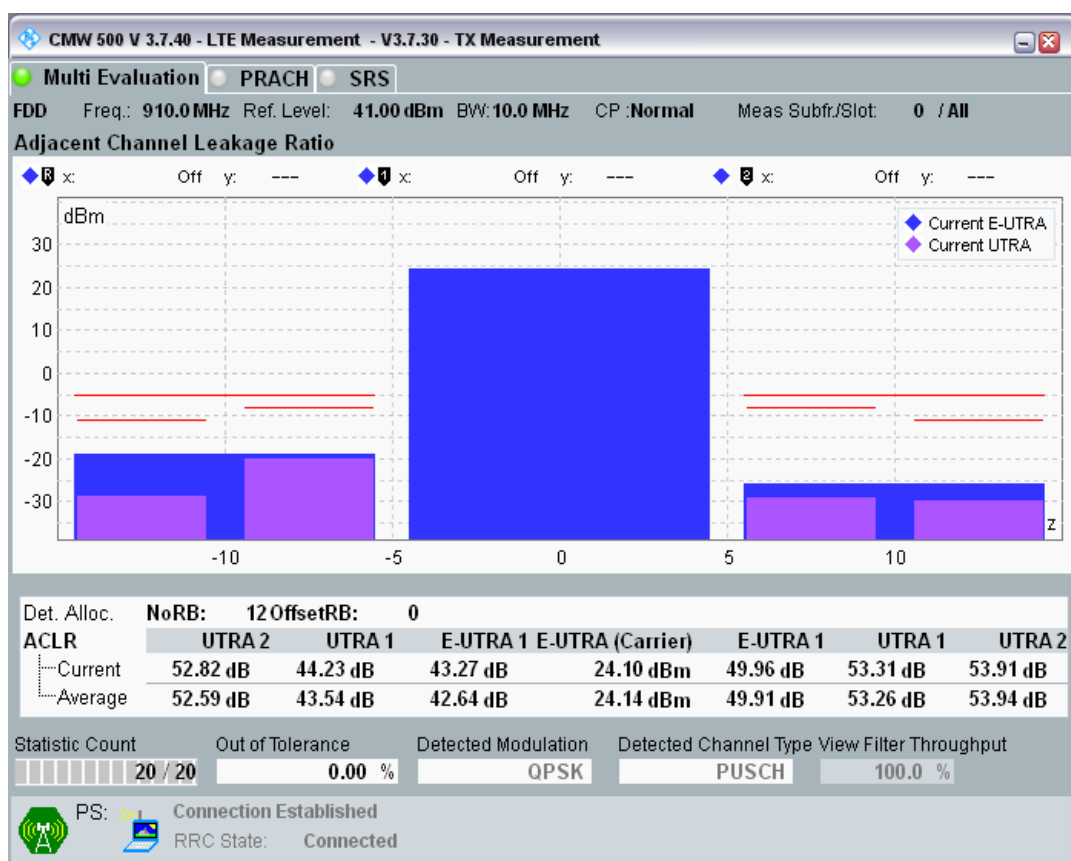 CMW 500 V 3.7.40 - LTE Measurement - V3.7.30 - TX Measurement
Multi Evaluation PRACH SRS
FDD Freq.: 910.0 MHz Ref. Level: 41.00 dBm BW: 10.0 MHz CP :Normal Meas Subfr./Slot: 0 / All
Adjacent Channel Leakage Ratio
R x: Off y: --- 1 x: Off y: --- 2 x: Off y: ---
dBm
Current E-UTRA
Current UTRA
30
20
10
0
-10
-20
-30
z
-10 -5 0 5 10
Det. Alloc. NoRB: 12 OffsetRB: 0
ACLR UTRA 2 UTRA 1 E-UTRA 1 E-UTRA (Carrier) E-UTRA 1 UTRA 1 UTRA 2
Current 52.82 dB 44.23 dB 43.27 dB 24.10 dBm 49.96 dB 53.31 dB 53.91 dB
Average 52.59 dB 43.54 dB 42.64 dB 24.14 dBm 49.91 dB 53.26 dB 53.94 dB
Statistic Count Out of Tolerance Detected Modulation Detected Channel Type View Filter Throughput
20 / 20 0.00 % QPSK PUSCH 100.0 %
PS: Connection Established
RRC State: Connected